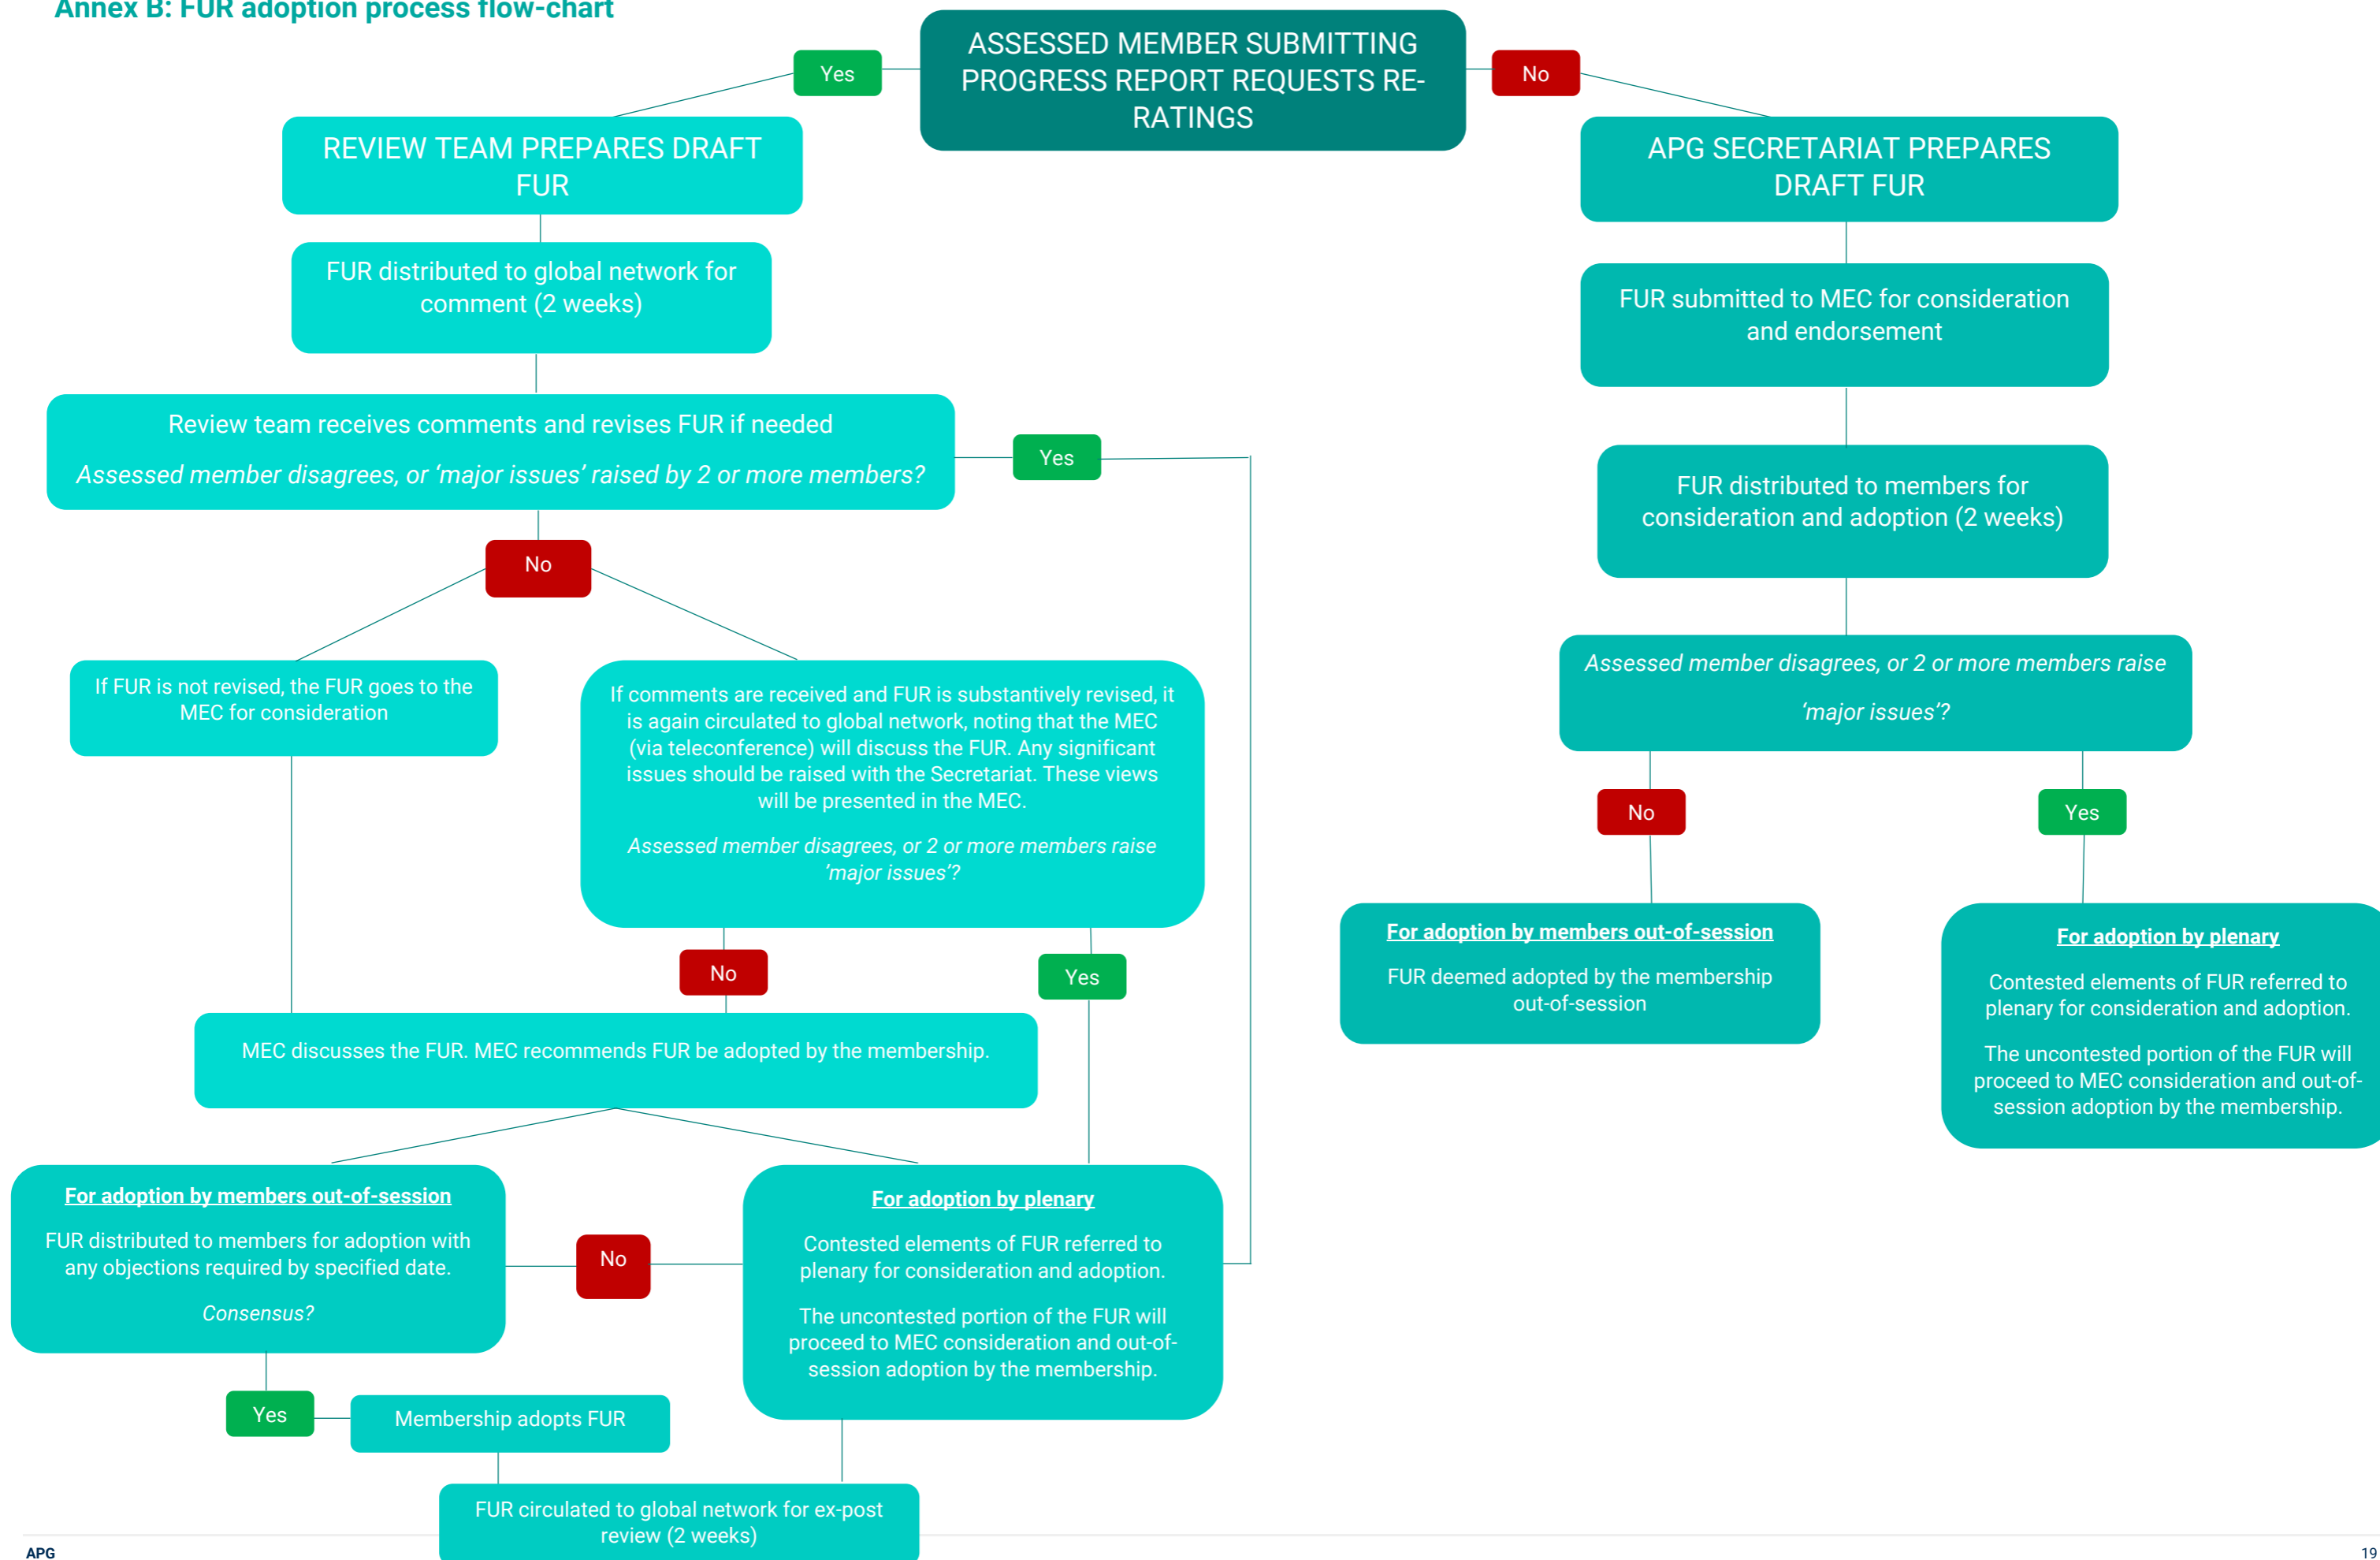 Annex B: FUR adoption process flow-chart
ASSESSED MEMBER SUBMITTING
PROGRESS REPORT REQUESTS RE-
RATINGS
Yes
No
REVIEW TEAM PREPARES DRAFT
FUR
FUR distributed to global network for
comment (2 weeks)
Review team receives comments and revises FUR if needed
Assessed member disagrees, or ‘major issues’ raised by 2 or more members?
Yes
No
If FUR is not revised, the FUR goes to the
MEC for consideration
If comments are received and FUR is substantively revised, it
is again circulated to global network, noting that the MEC
(via teleconference) will discuss the FUR. Any significant
issues should be raised with the Secretariat. These views
will be presented in the MEC.
Assessed member disagrees, or 2 or more members raise
‘major issues’?
No
Yes
MEC discusses the FUR. MEC recommends FUR be adopted by the membership.
For adoption by members out-of-session
FUR distributed to members for adoption with
any objections required by specified date.
Consensus?
No
For adoption by plenary
Contested elements of FUR referred to
plenary for consideration and adoption.
The uncontested portion of the FUR will
proceed to MEC consideration and out-of-
session adoption by the membership.
Yes
Membership adopts FUR
FUR circulated to global network for ex-post
review (2 weeks)
APG SECRETARIAT PREPARES
DRAFT FUR
FUR submitted to MEC for consideration
and endorsement
FUR distributed to members for
consideration and adoption (2 weeks)
Assessed member disagrees, or 2 or more members raise
‘major issues’?
No
Yes
For adoption by members out-of-session
FUR deemed adopted by the membership
out-of-session
For adoption by plenary
Contested elements of FUR referred to
plenary for consideration and adoption.
The uncontested portion of the FUR will
proceed to MEC consideration and out-of-
session adoption by the membership.
APG
19